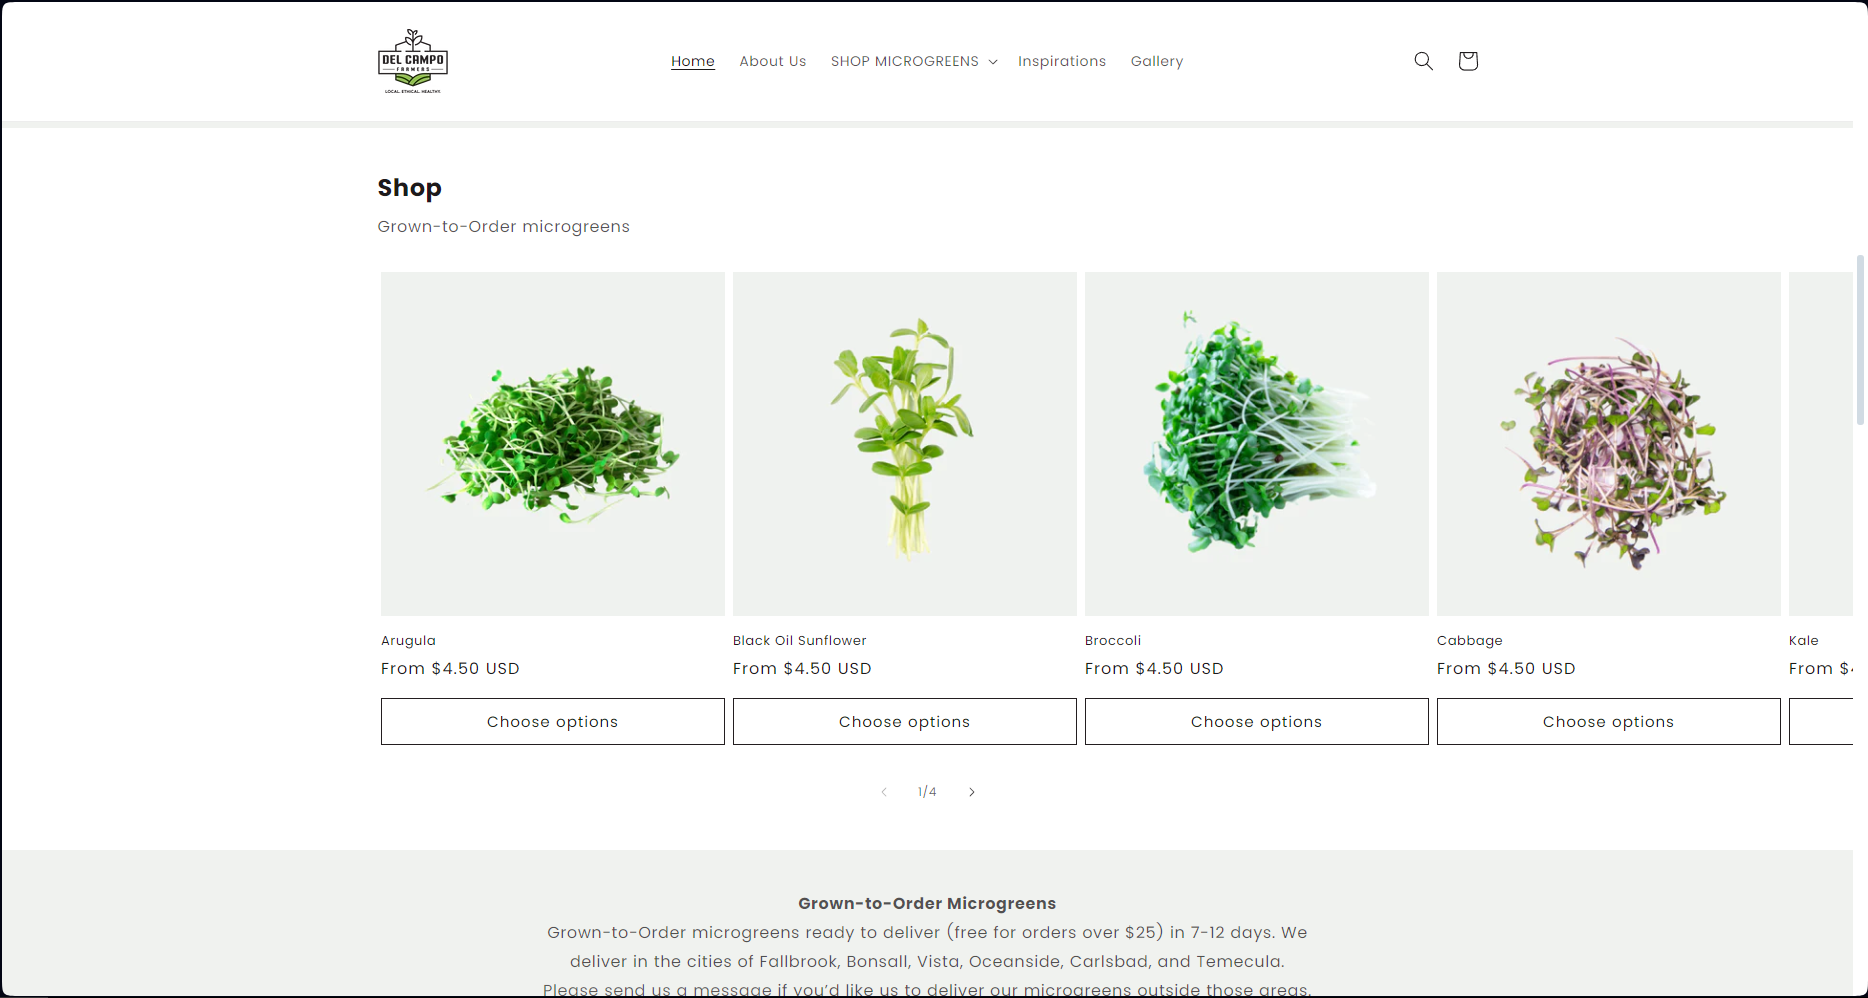 DEL CAMPO
FARMERS
LOCAL. ETHICAL. HEALTHY.
Home
About Us
SHOP MICROGREENS
Inspirations
Gallery
Shop
Grown-to-Order microgreens
Arugula
From $4.50 USD
Choose options
Black Oil Sunflower
From $4.50 USD
Choose options
Broccoli
From $4.50 USD
Choose options
Cabbage
From $4.50 USD
Choose options
Kale
From $
1/4
Grown-to-Order Microgreens
Grown-to-Order microgreens ready to deliver (free for orders over $25) in 7-12 days. We
deliver in the cities of Fallbrook, Bonsall, Vista, Oceanside, Carlsbad, and Temecula.
Please send us a message if you’d like us to deliver our microgreens outside those areas.